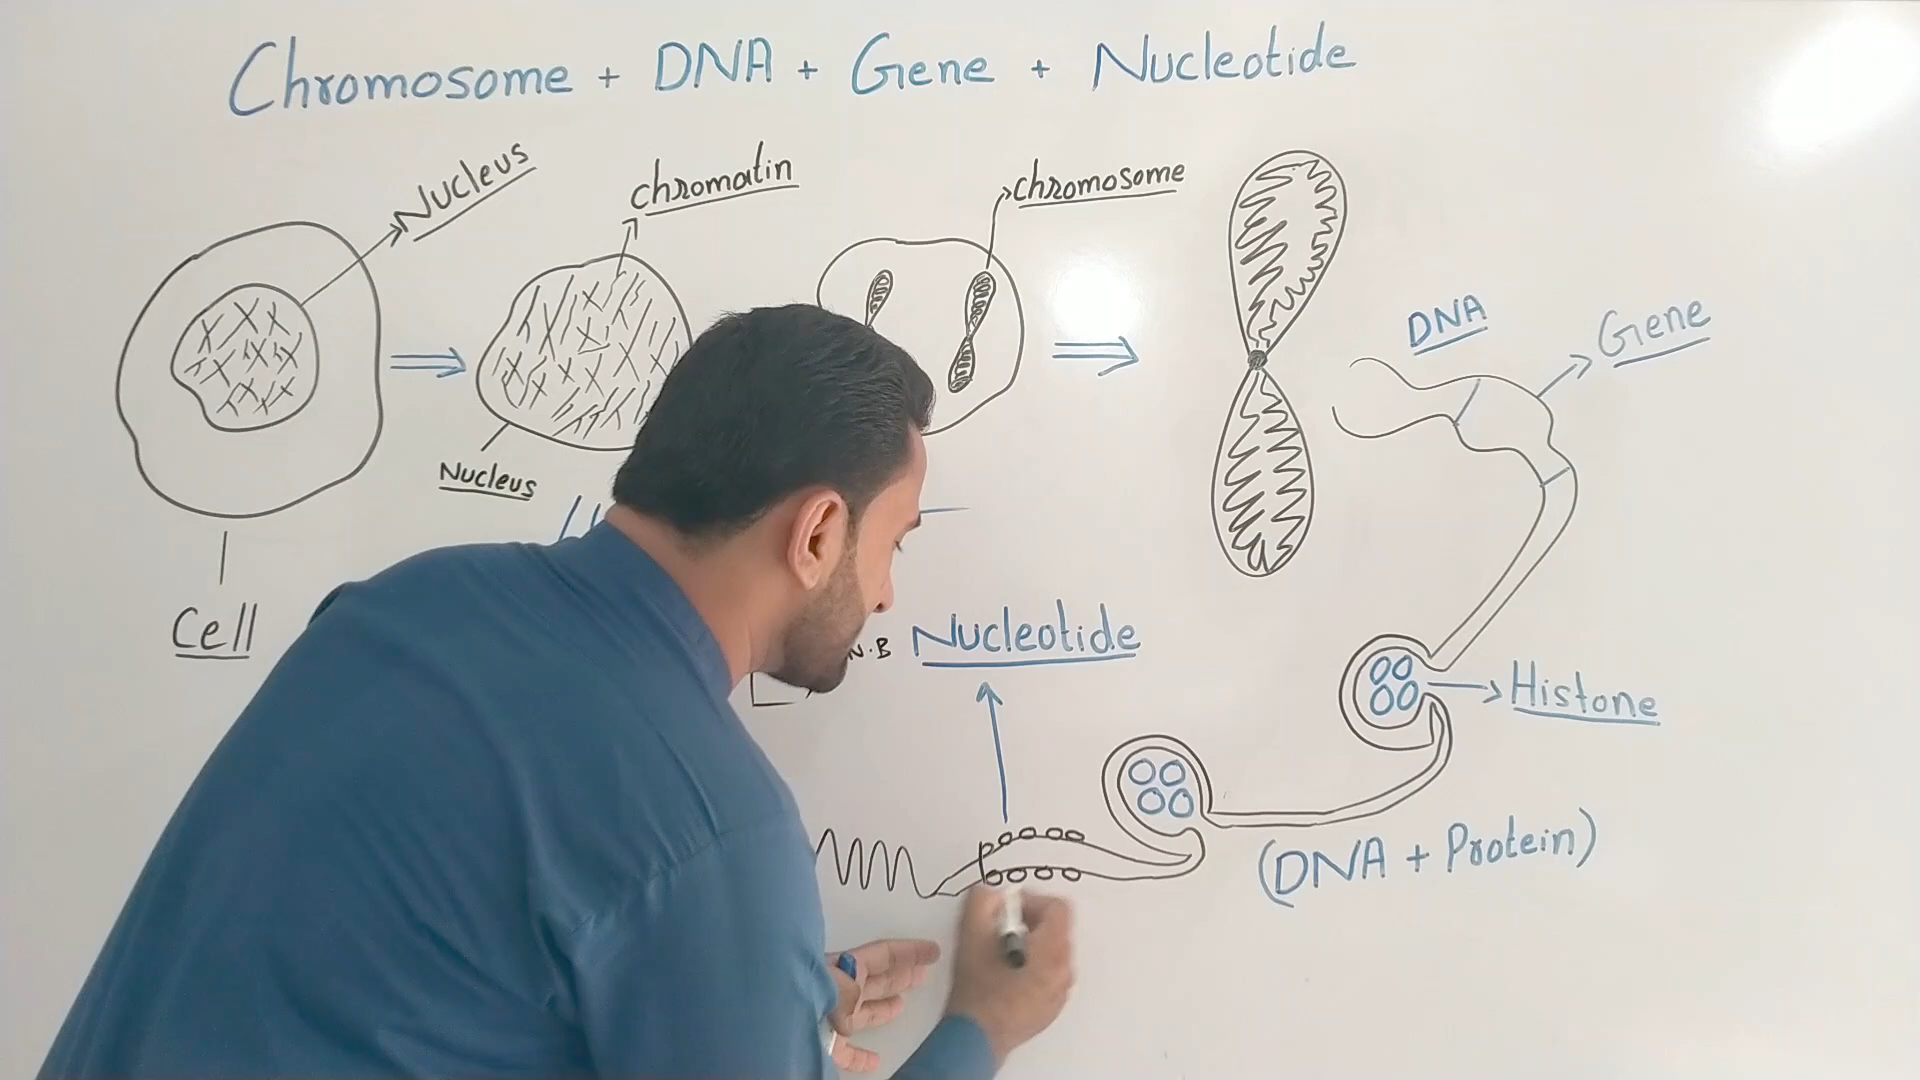 Chromosome + DNA + Gene + Nucleotide
Nucleus
chromatin
chromosome
DNA
Gene
Nucleus
Cell
N.B
Nucleotide
Histone
(DNA + Protein)